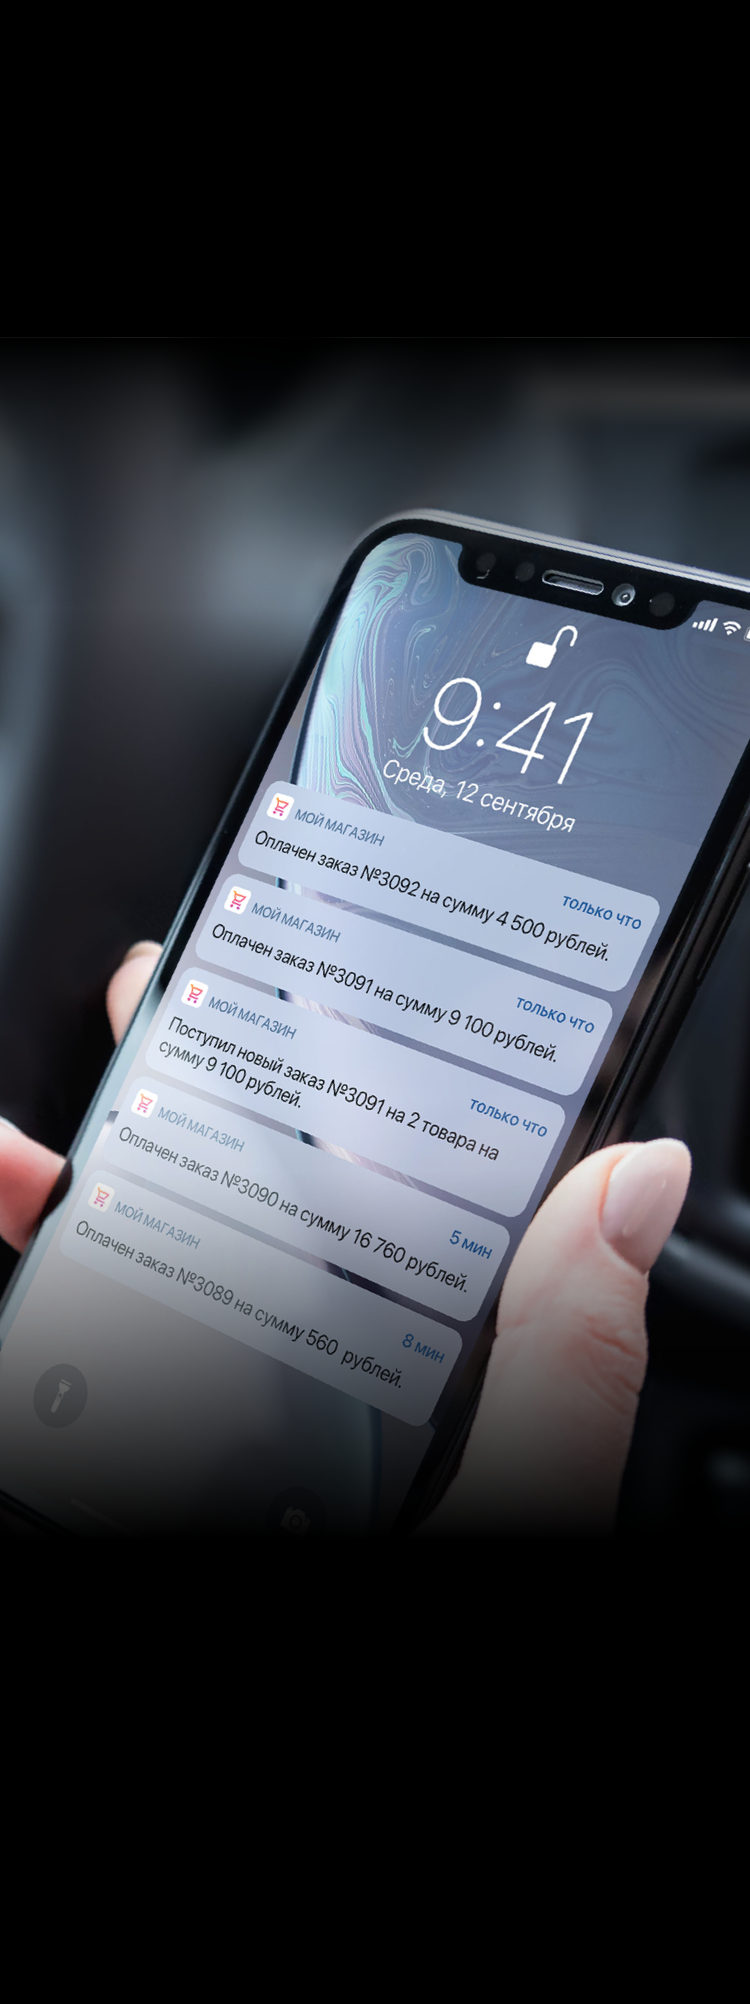 9:41
Среда, 12 сентября
МОЙ МАГАЗИН
ТОЛЬКО ЧТО
Оплачен заказ №3092 на сумму 4 500 рублей.
МОЙ МАГАЗИН
ТОЛЬКО ЧТО
Оплачен заказ №3091 на сумму 9 100 рублей.
МОЙ МАГАЗИН
ТОЛЬКО ЧТО
Поступил новый заказ №3091 на 2 товара на
сумму 9 100 рублей.
МОЙ МАГАЗИН
5 мин
Оплачен заказ №3090 на сумму 16 760 рублей.
МОЙ МАГАЗИН
8 мин
Оплачен заказ №3089 на сумму 560 рублей.